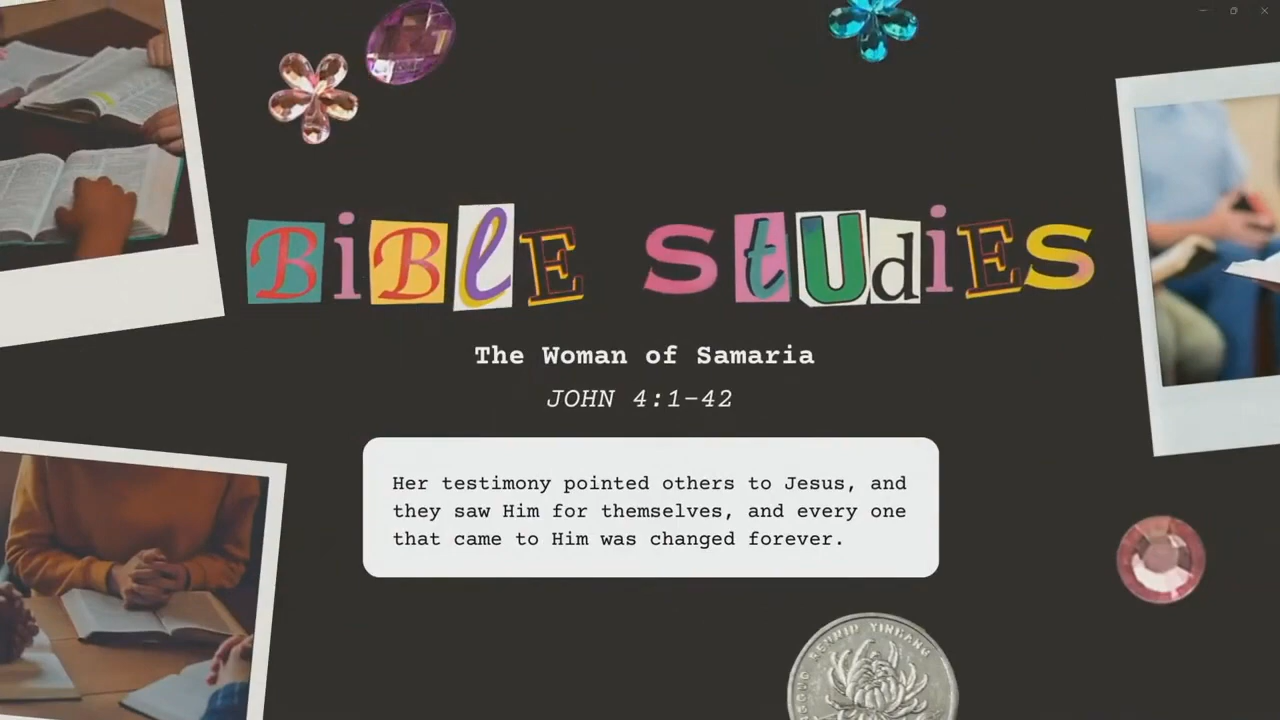 BiBlE StUdiES
The Woman of Samaria
JOHN 4:1-42
Her testimony pointed others to Jesus, and
they saw Him for themselves, and every one
that came to Him was changed forever.